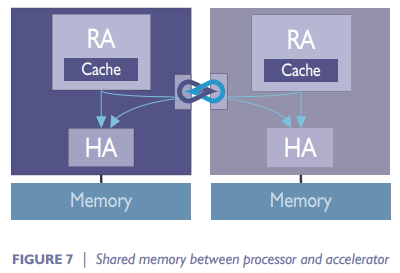 RA
Cache
HA
Memory
RA
Cache
HA
Memory
FIGURE 7 | Shared memory between processor and accelerator